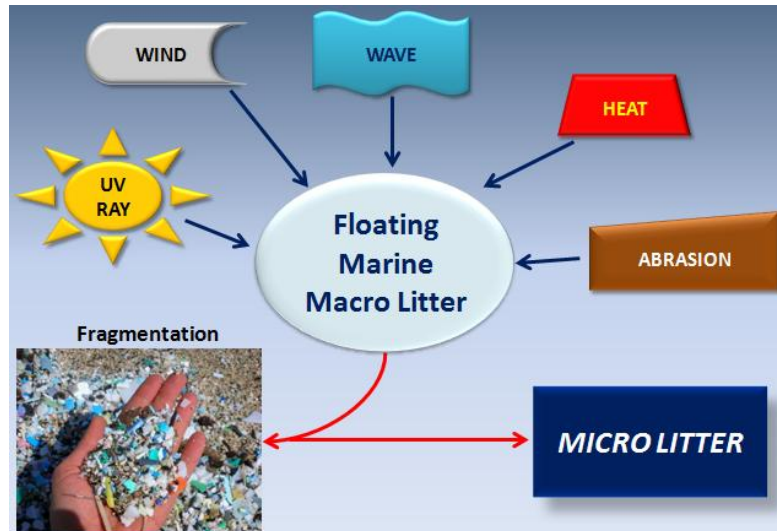 WIND
WAVE
HEAT
UV
RAY
Floating
Marine
Macro Litter
ABRASION
Fragmentation
MICRO LITTER